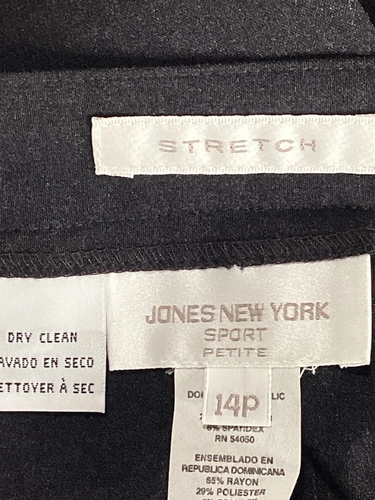 STRETCH
JONES NEW YORK
SPORT
PETITE
14P
DRY CLEAN
AVADO EN SECO
ETTOYER À SEC
6% SPANDEX
RN 54050
ENSEMBLADO EN
REPUBLICA DOMINICANA
65% RAYON
29% POLIESTER